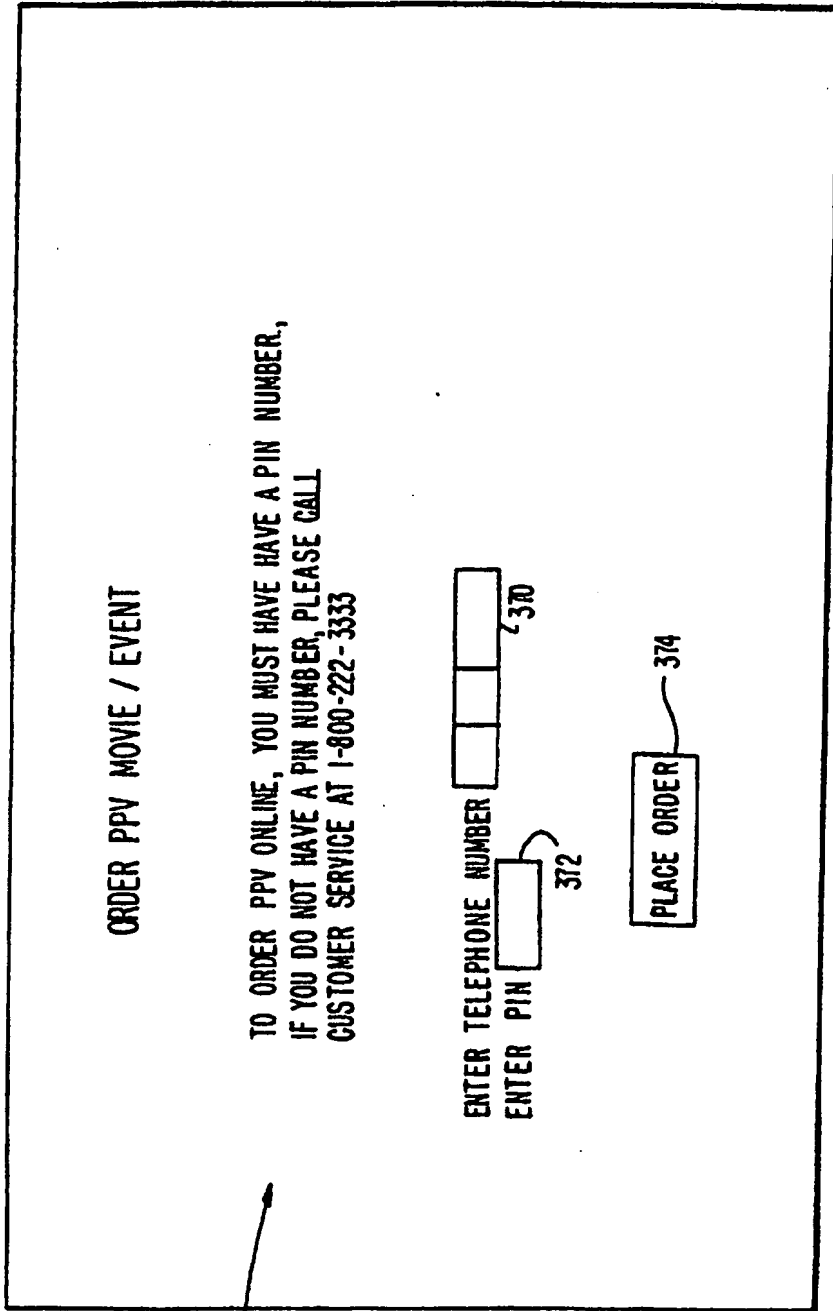 ORDER PPV MOVIE / EVENT
TO ORDER PPV ONLINE, YOU MUST HAVE HAVE A PIN NUMBER,
IF YOU DO NOT HAVE A PIN NUMBER, PLEASE CALL
CUSTOMER SERVICE AT 1-800-222-3333
ENTER TELEPHONE NUMBER
370
ENTER PIN
372
PLACE ORDER
374